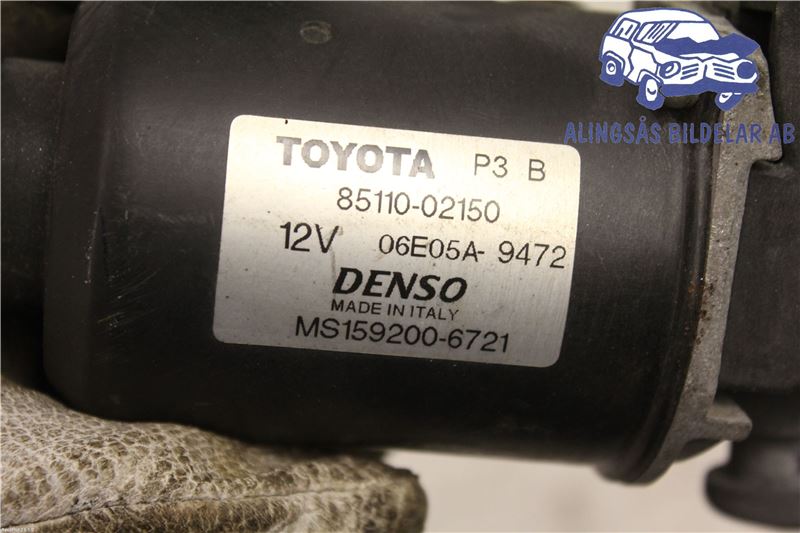 ALINGSÅS BILDELAR AB
TOYOTA P3 B
85110-02150
12V 06E05A-9472
DENSO
MADE IN ITALY
MS159200-6721